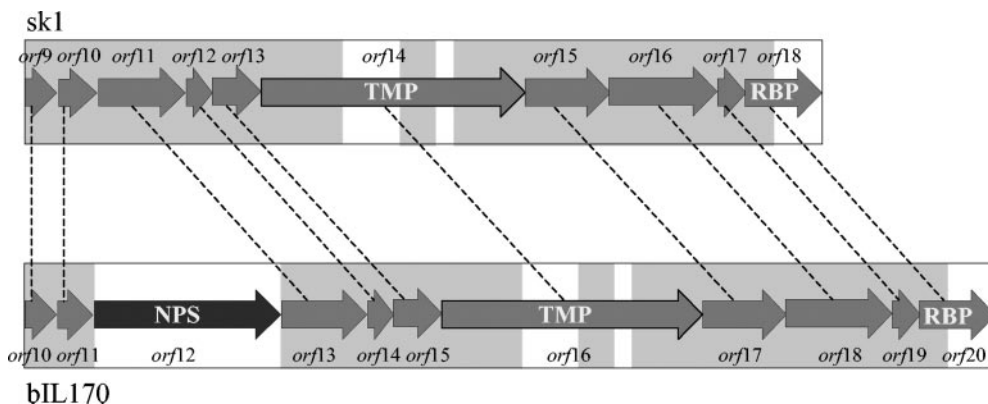 sk1
orf9 orf10 orf11 orf12 orf13 orf14 orf15 orf16 orf17 orf18
TMP RBP
NPS TMP RBP
orf10 orf11 orf12 orf13 orf14 orf15 orf16 orf17 orf18 orf19 orf20
bIL170